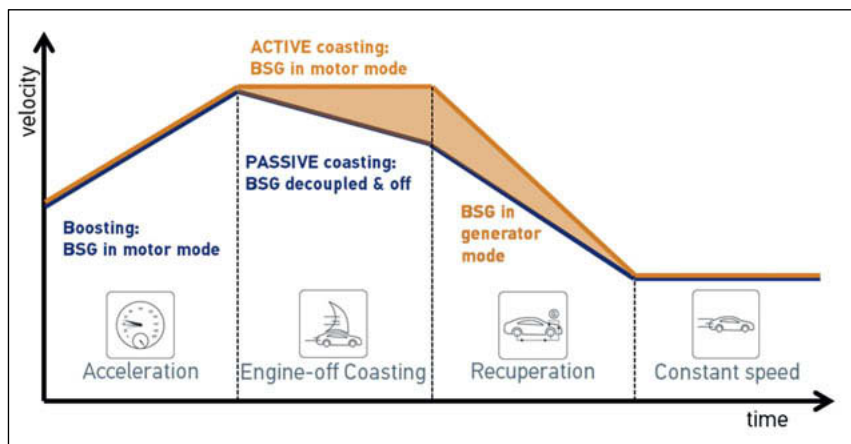 ACTIVE coasting:
BSG in motor mode
velocity
PASSIVE coasting:
BSG decoupled & off
Boosting:
BSG in motor mode
BSG in
generator
mode
Acceleration
Engine-off Coasting
Recuperation
Constant speed
time